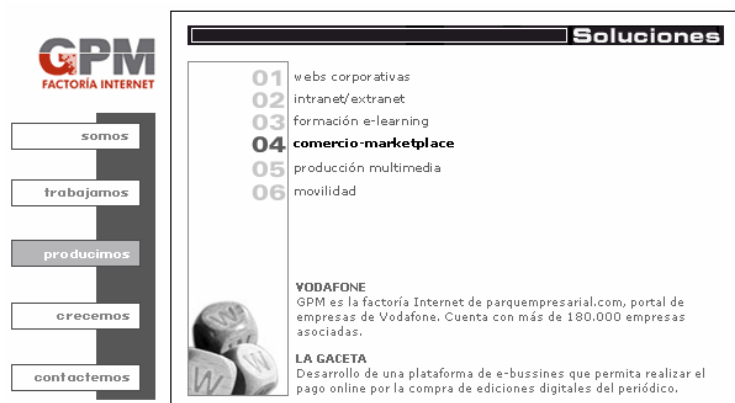 GPM
FACTORÍA INTERNET
somos
trabajamos
producimos
crecemos
contactemos
Soluciones
01 webs corporativas
02 intranet/extranet
03 formación e-learning
04 comercio-marketplace
05 producción multimedia
06 movilidad
W
W
W
VODAFONE
GPM es la factoría Internet de parquempresarial.com, portal de
empresas de Vodafone. Cuenta con más de 180.000 empresas
asociadas.
LA GACETA
Desarrollo de una plataforma de e-bussines que permita realizar el
pago online por la compra de ediciones digitales del periódico.